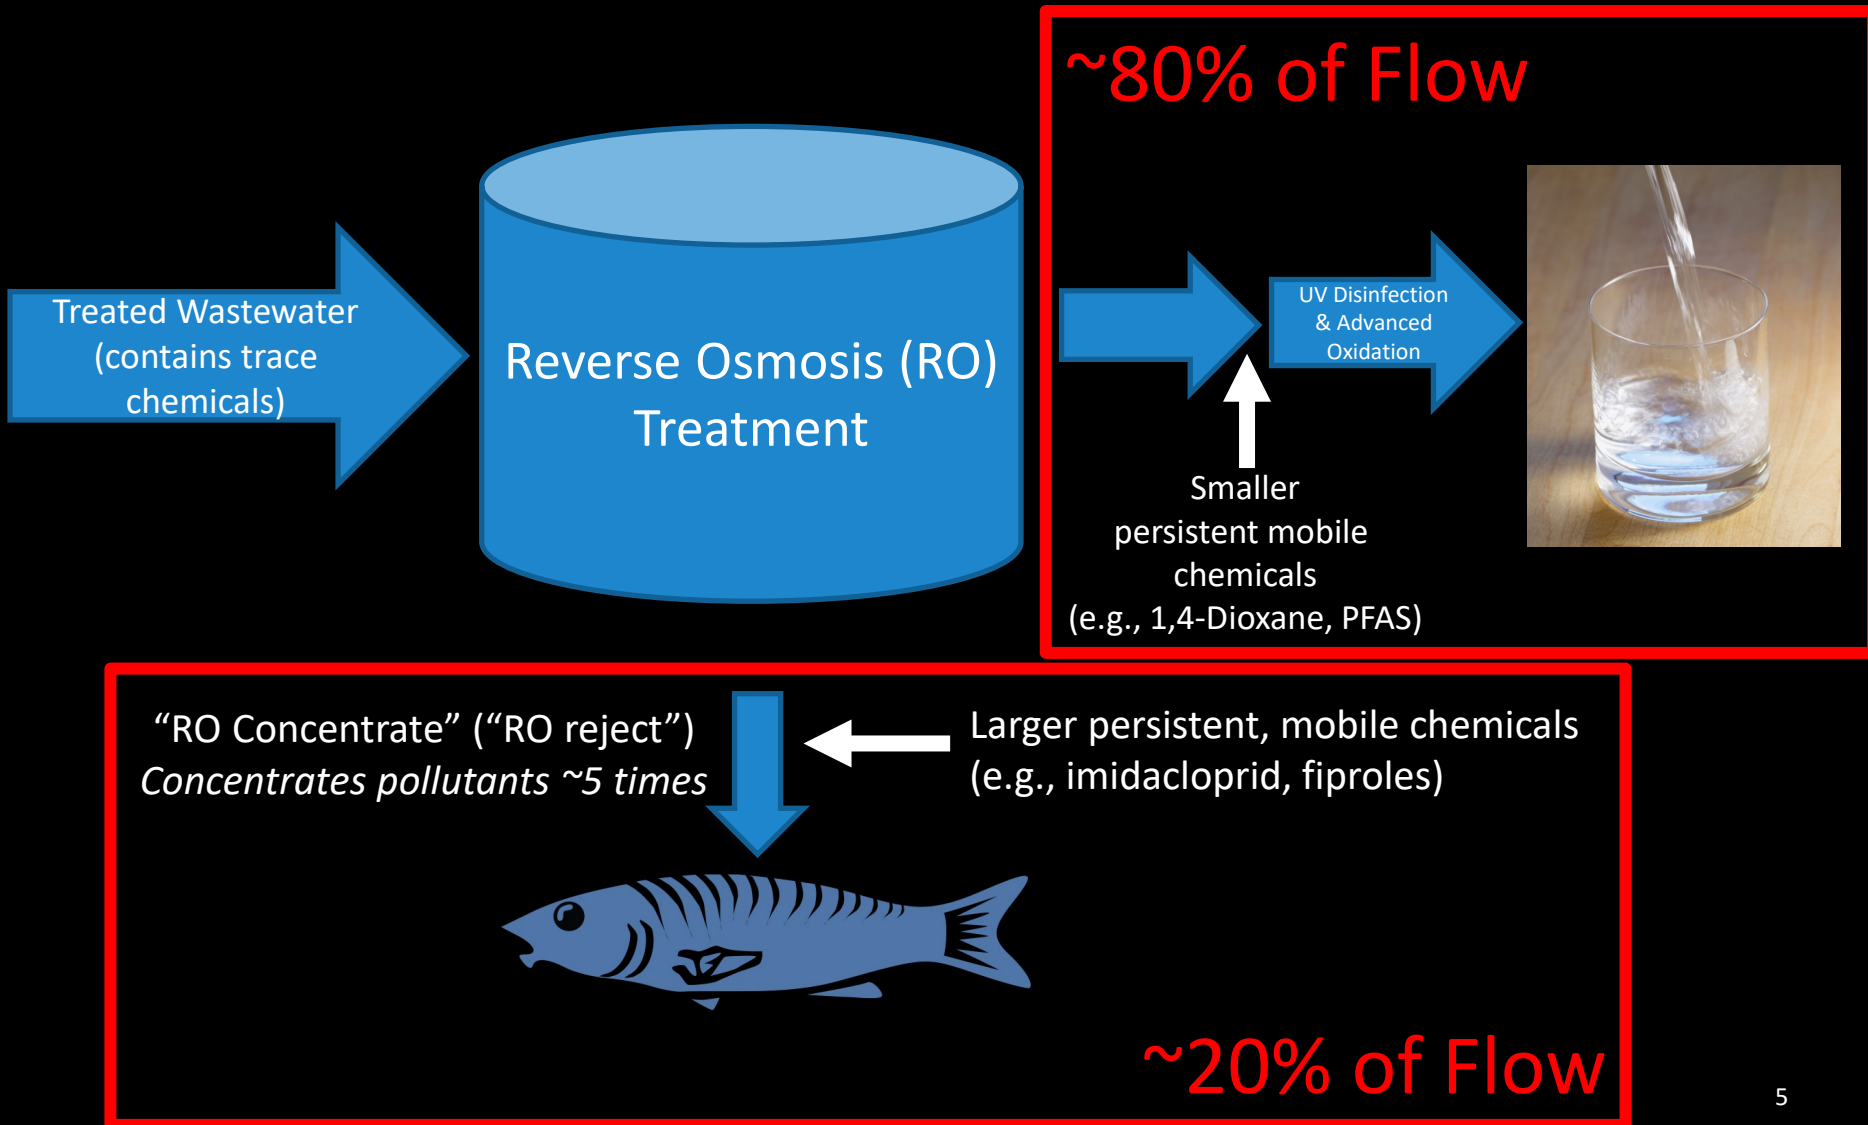 ~80% of Flow
Treated Wastewater
(contains trace
chemicals)
Reverse Osmosis (RO)
Treatment
UV Disinfection
& Advanced
Oxidation
Smaller
persistent mobile
chemicals
(e.g., 1,4-Dioxane, PFAS)
“RO Concentrate” (“RO reject”)
Concentrates pollutants ~5 times
Larger persistent, mobile chemicals
(e.g., imidacloprid, fiproles)
~20% of Flow
5